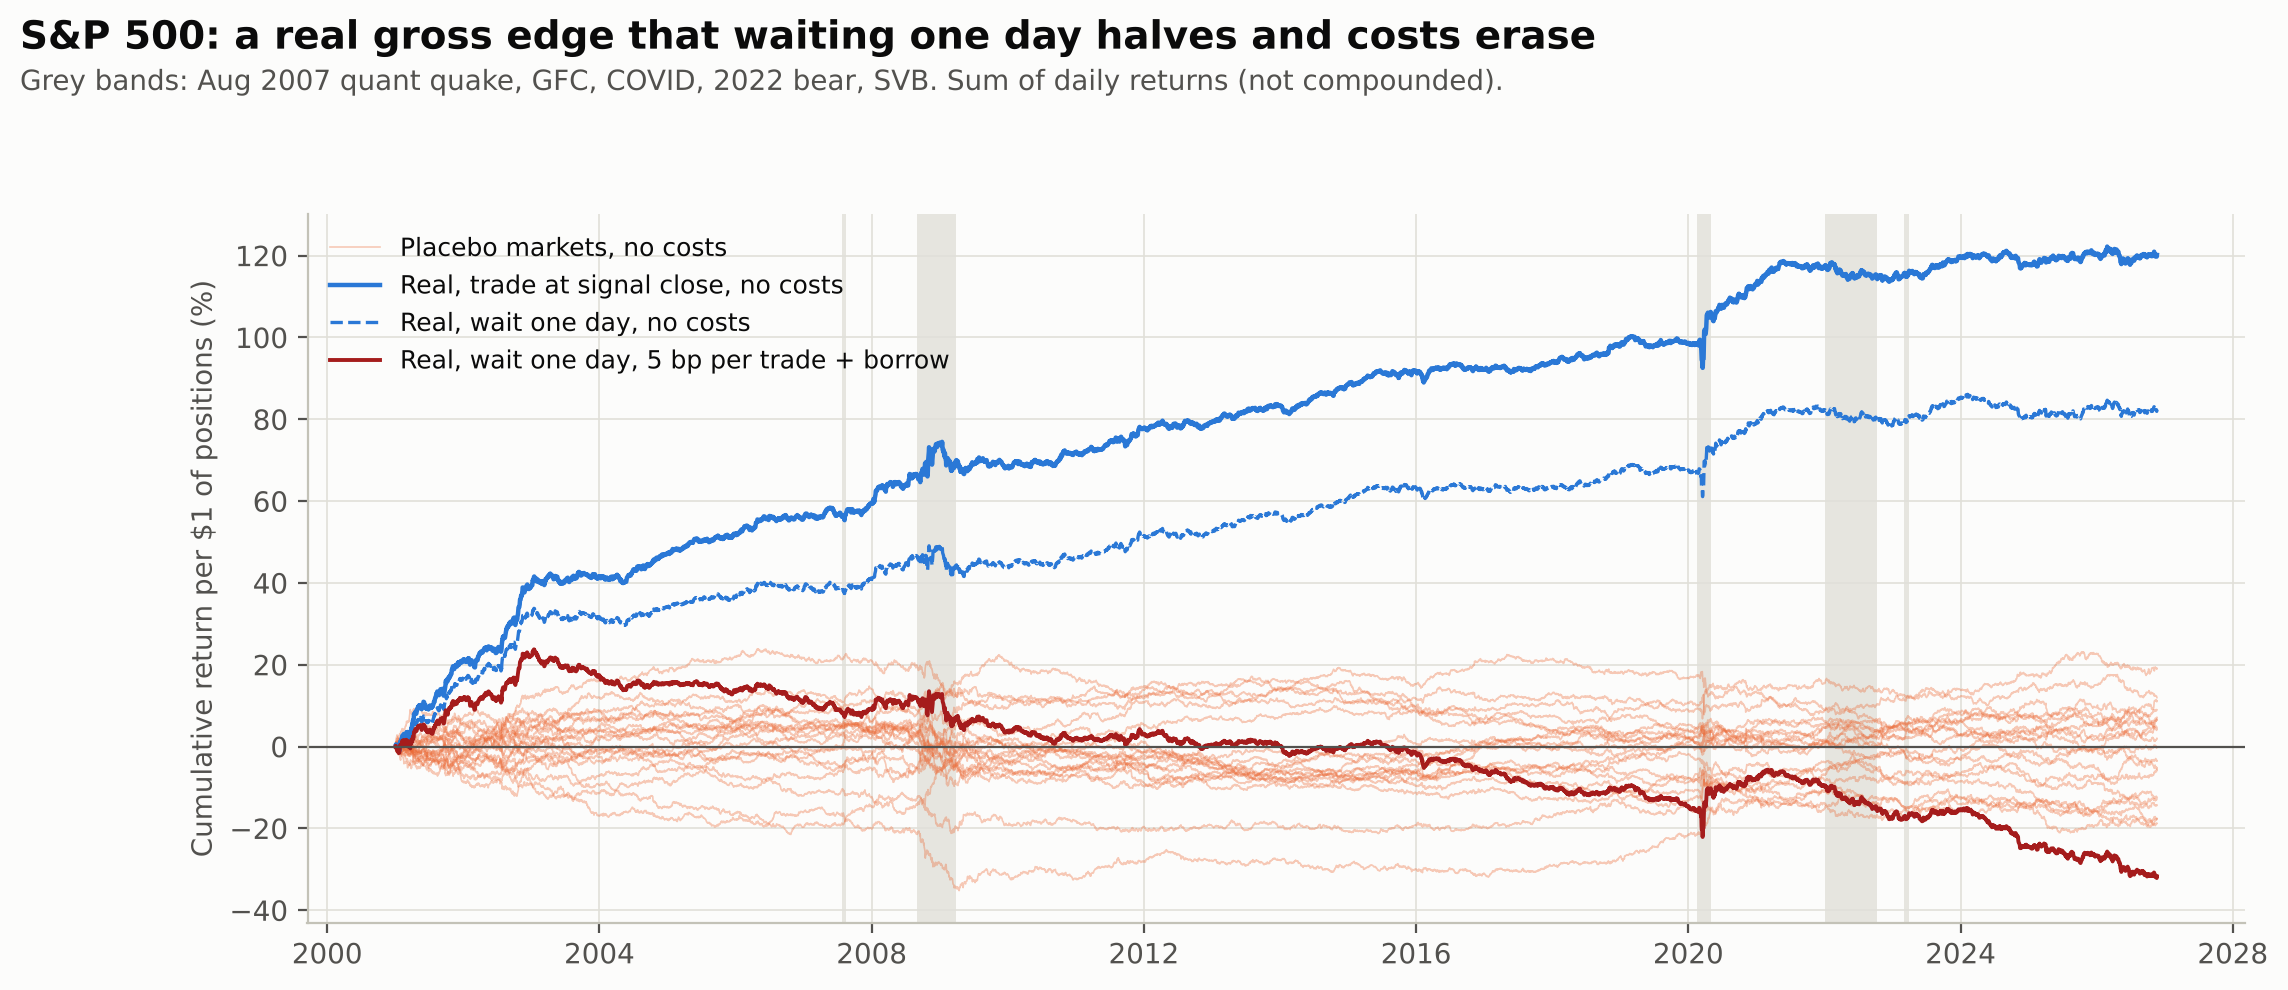 S&P 500: a real gross edge that waiting one day halves and costs erase
Grey bands: Aug 2007 quant quake, GFC, COVID, 2022 bear, SVB. Sum of daily returns (not compounded).
Placebo markets, no costs
Real, trade at signal close, no costs
Real, wait one day, no costs
Real, wait one day, 5 bp per trade + borrow
Cumulative return per $1 of positions (%)
120
100
80
60
40
20
0
−20
−40
2000
2004
2008
2012
2016
2020
2024
2028